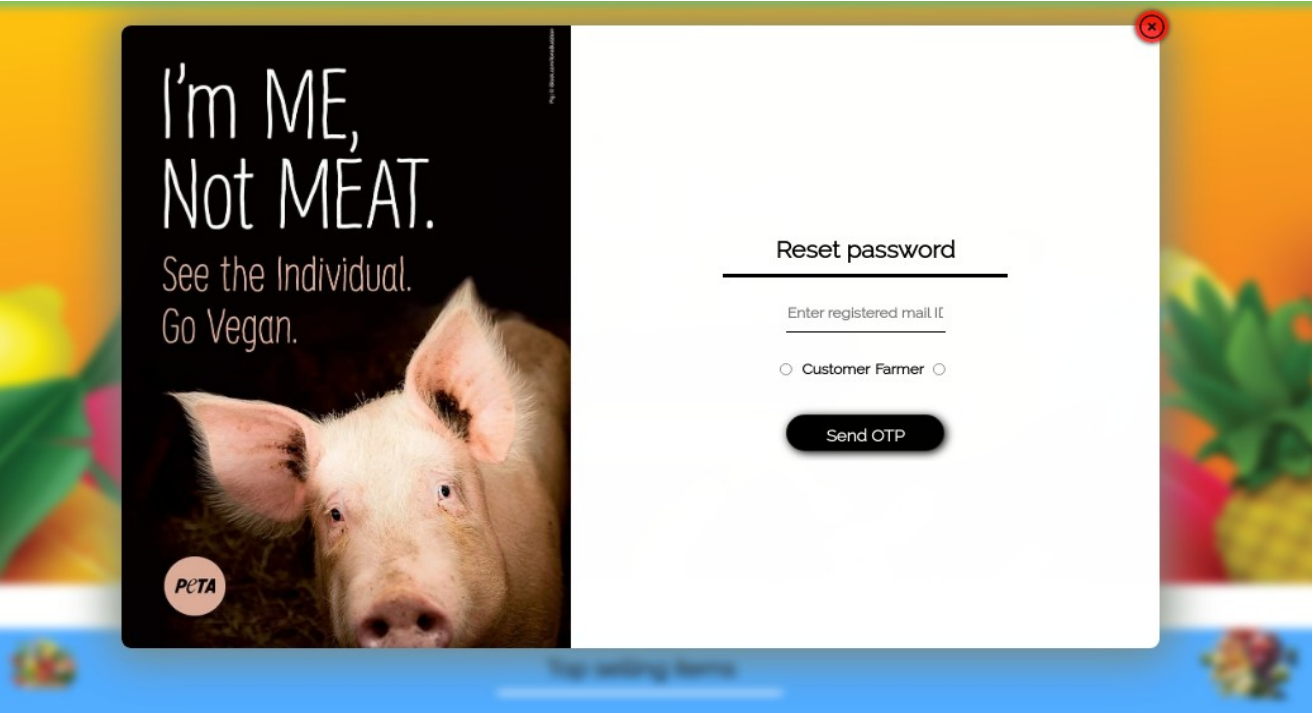 I'm ME,
Not MEAT.
See the Individual.
Go Vegan.
PETA
Reset password
Enter registered mail ID
Customer Farmer
Send OTP
Top selling items